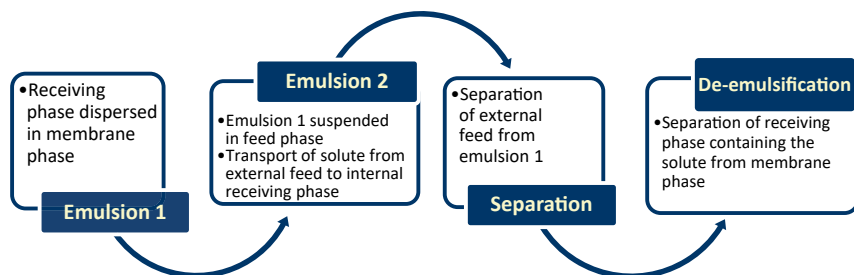 •Receiving
phase dispersed
in membrane
phase
Emulsion 1
Emulsion 2
•Emulsion 1 suspended
in feed phase
•Transport of solute from
external feed to internal
receiving phase
•Separation
of external
feed from
emulsion 1
Separation
De-emulsification
•Separation of receiving
phase containing the
solute from membrane
phase